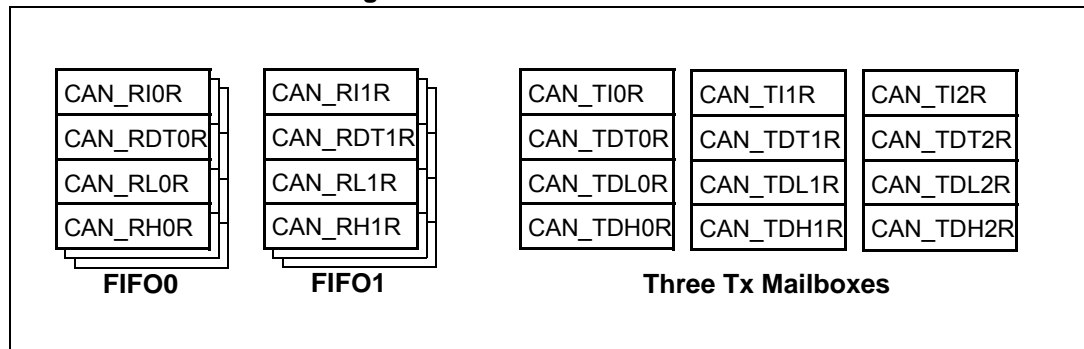 CAN_RI0R
CAN_RDT0R
CAN_RL0R
CAN_RH0R
FIFO0
CAN_RI1R
CAN_RDT1R
CAN_RL1R
CAN_RH1R
FIFO1
CAN_TI0R
CAN_TDT0R
CAN_TDL0R
CAN_TDH0R
CAN_TI1R
CAN_TDT1R
CAN_TDL1R
CAN_TDH1R
CAN_TI2R
CAN_TDT2R
CAN_TDL2R
CAN_TDH2R
Three Tx Mailboxes